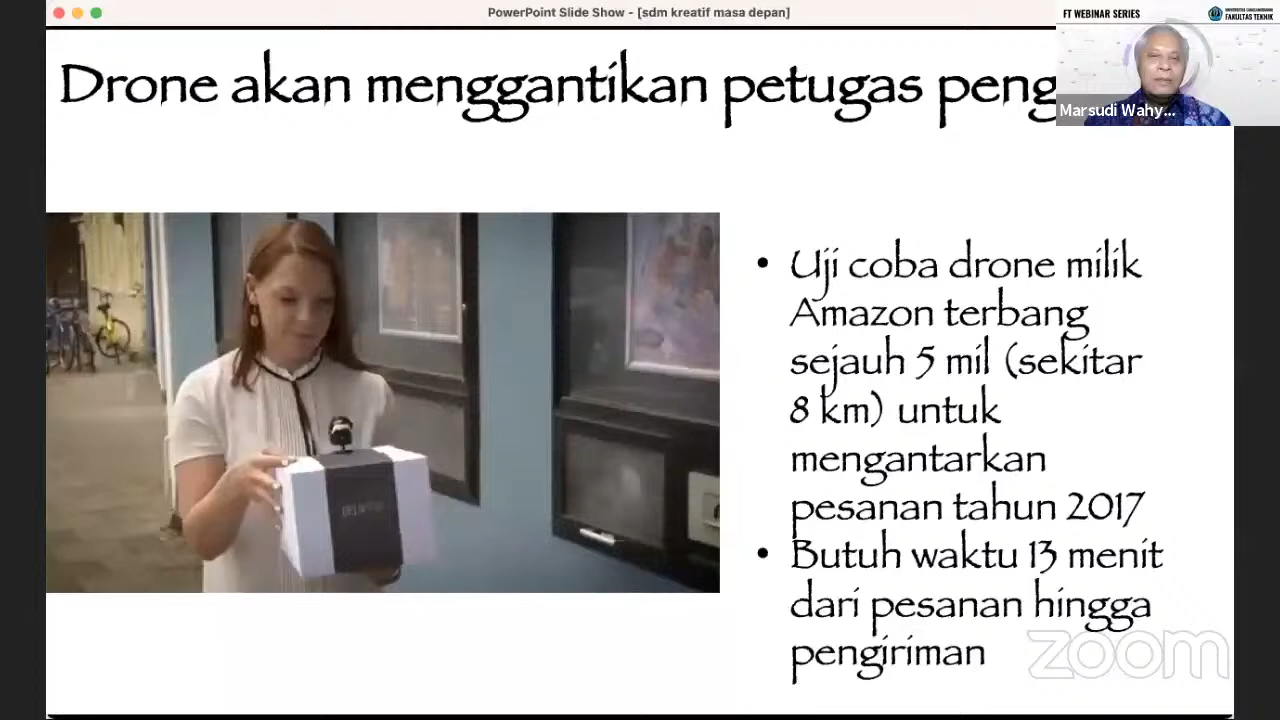 PowerPoint Slide Show - [sdm kreatif masa depan]
FT WEBINAR SERIES
FAKULTAS TEKNIK
Marsudi Wahy...
Drone akan menggantikan petugas peng
• Uji coba drone milik
Amazon terbang
sejauh 5 mil (sekitar
8 km) untuk
mengantarkan
pesanan tahun 2017
• Butuh waktu 13 menit
dari pesanan hingga
pengiriman
zoom